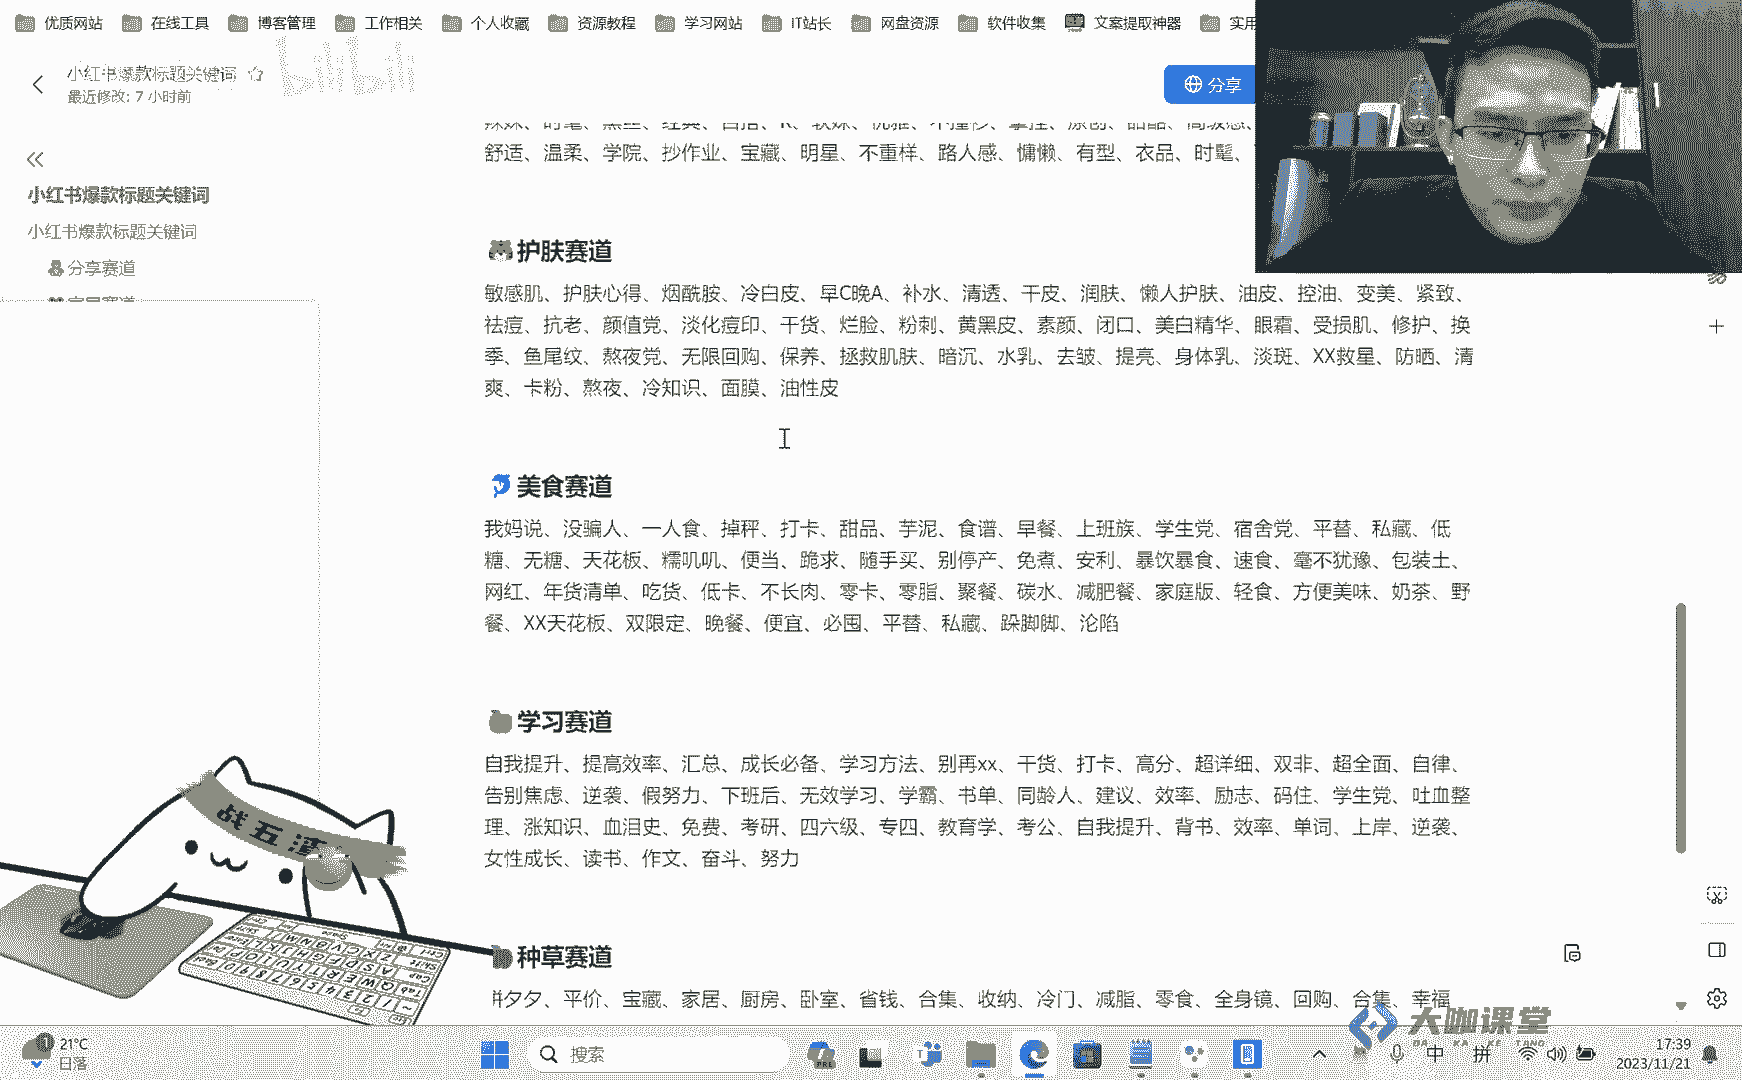 优质网站 在线工具 博客管理 工作相关 个人收藏 资源教程 学习网站 IT站长 网盘资源 软件收集 文案提取神器 实用
bilibili
小红书爆款标题关键词
最近修改: 7 小时前
分享
小红书爆款标题关键词
小红书爆款标题关键词
分享赛道
舒适、温柔、学院、抄作业、宝藏、明星、不重样、路人感、慵懒、有型、衣品、时髦、
护肤赛道
敏感肌、护肤心得、烟酰胺、冷白皮、早C晚A、补水、清透、干皮、润肤、懒人护肤、油皮、控油、变美、紧致、
祛痘、抗老、颜值党、淡化痘印、干货、烂脸、粉刺、黄黑皮、素颜、闭口、美白精华、眼霜、受损肌、修护、换
季、鱼尾纹、熬夜党、无限回购、保养、拯救肌肤、暗沉、水乳、去皱、提亮、身体乳、淡斑、XX救星、防晒、清
爽、卡粉、熬夜、冷知识、面膜、油性皮
美食赛道
我妈说、没骗人、一人食、掉秤、打卡、甜品、芋泥、食谱、早餐、上班族、学生党、宿舍党、平替、私藏、低
糖、无糖、天花板、糯叽叽、便当、跪求、随手买、别停产、免煮、安利、暴饮暴食、速食、毫不犹豫、包装土、
网红、年货清单、吃货、低卡、不长肉、零卡、零脂、聚餐、碳水、减肥餐、家庭版、轻食、方便美味、奶茶、野
餐、XX天花板、双限定、晚餐、便宜、必囤、平替、私藏、跺脚脚、沦陷
学习赛道
自我提升、提高效率、汇总、成长必备、学习方法、别再xx、干货、打卡、高分、超详细、双非、超全面、自律、
告别焦虑、逆袭、假努力、下班后、无效学习、学霸、书单、同龄人、建议、效率、励志、码住、学生党、吐血整
理、涨知识、血泪史、免费、考研、四六级、专四、教育学、考公、自我提升、背书、效率、单词、上岸、逆袭、
女性成长、读书、作文、奋斗、努力
战五渣
种草赛道
拼夕夕、平价、宝藏、家居、厨房、卧室、省钱、合集、收纳、冷门、减脂、零食、全身镜、回购、合集、幸福
大咖课堂
DA KA KE TANG
21°C
日落
搜索
中 拼
17:39
2023/11/21